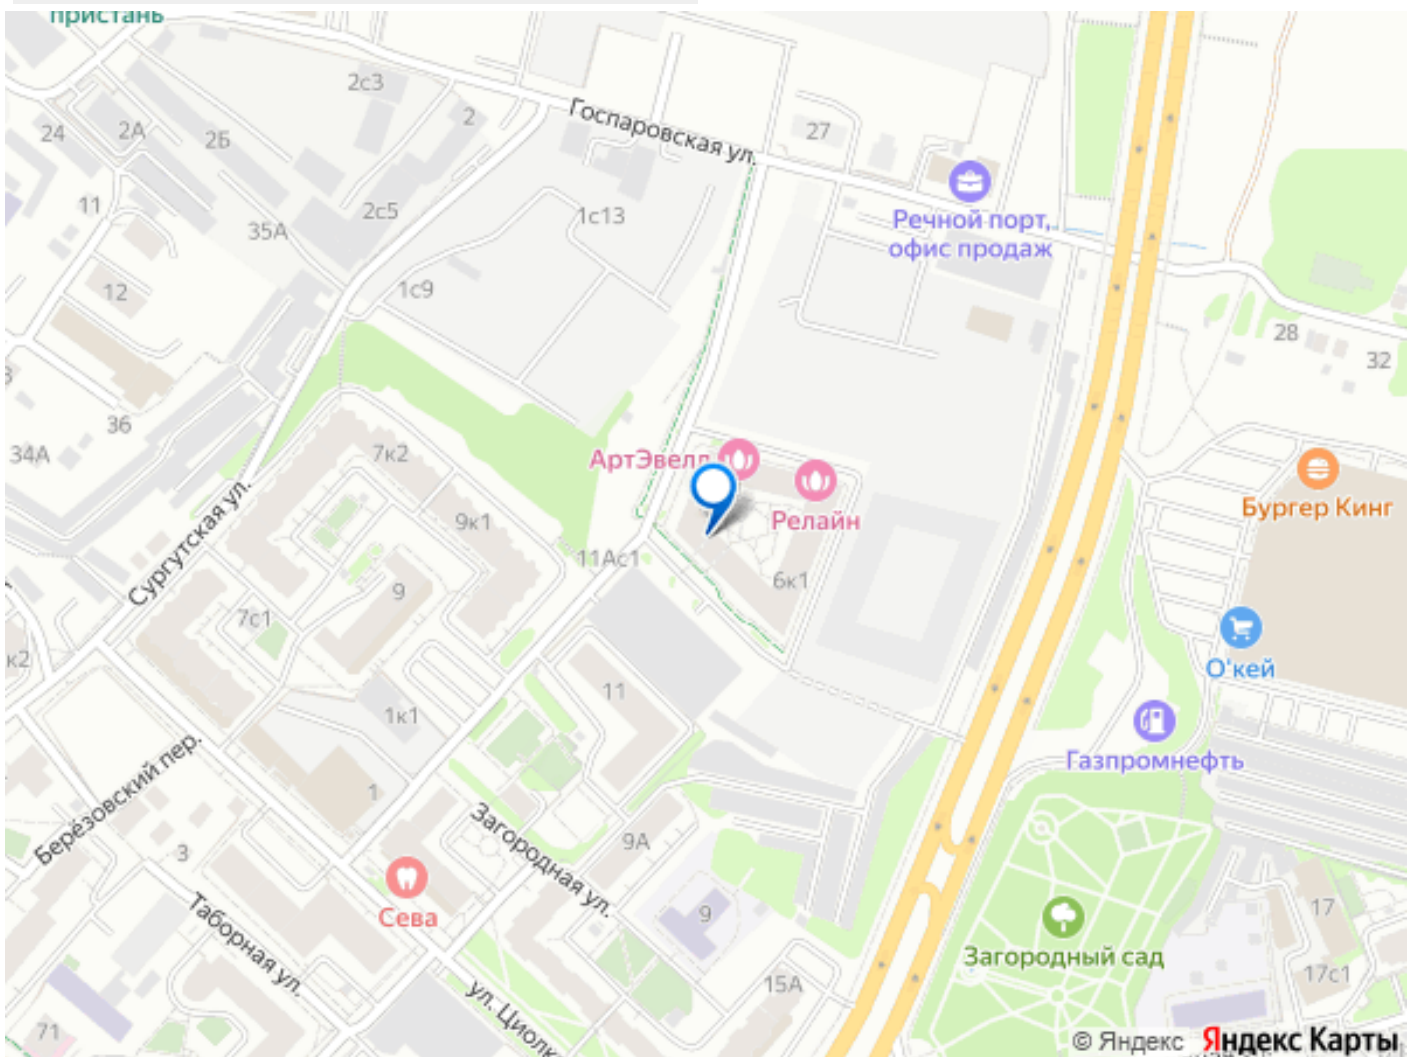 пристань
2с3
2
Госпаровская ул.
27
24
2А
2Б
Речной порт,
офис продаж
11
35А
2с5
1с13
12
1с9
28
32
36
34А
7к2
АртЭвелл
Релайн
Бургер Кинг
Сургутская ул.
9к1
11Ас1
6к1
9
7с1
к2
О'кей
11
1к1
Газпромнефть
Берёзовский пер.
1
3
Загородная ул.
9А
Сева
9
Таборная ул.
Загородный сад
17
17с1
15А
ул. Циолк
71
© Яндекс Яндекс Карты